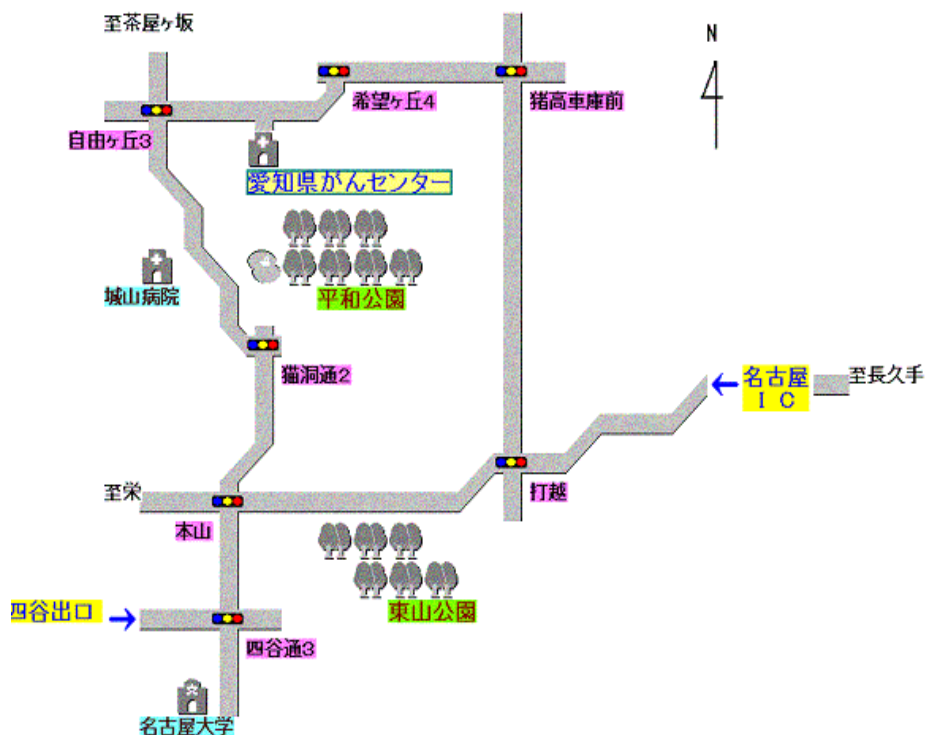 至茶屋ヶ坂
N
希望ヶ丘4
猪高車庫前
自由ヶ丘3
愛知県がんセンター
城山病院
平和公園
猫洞通2
名古屋
IC
至長久手
至栄
打越
本山
四谷出口
東山公園
四谷通3
名古屋大学